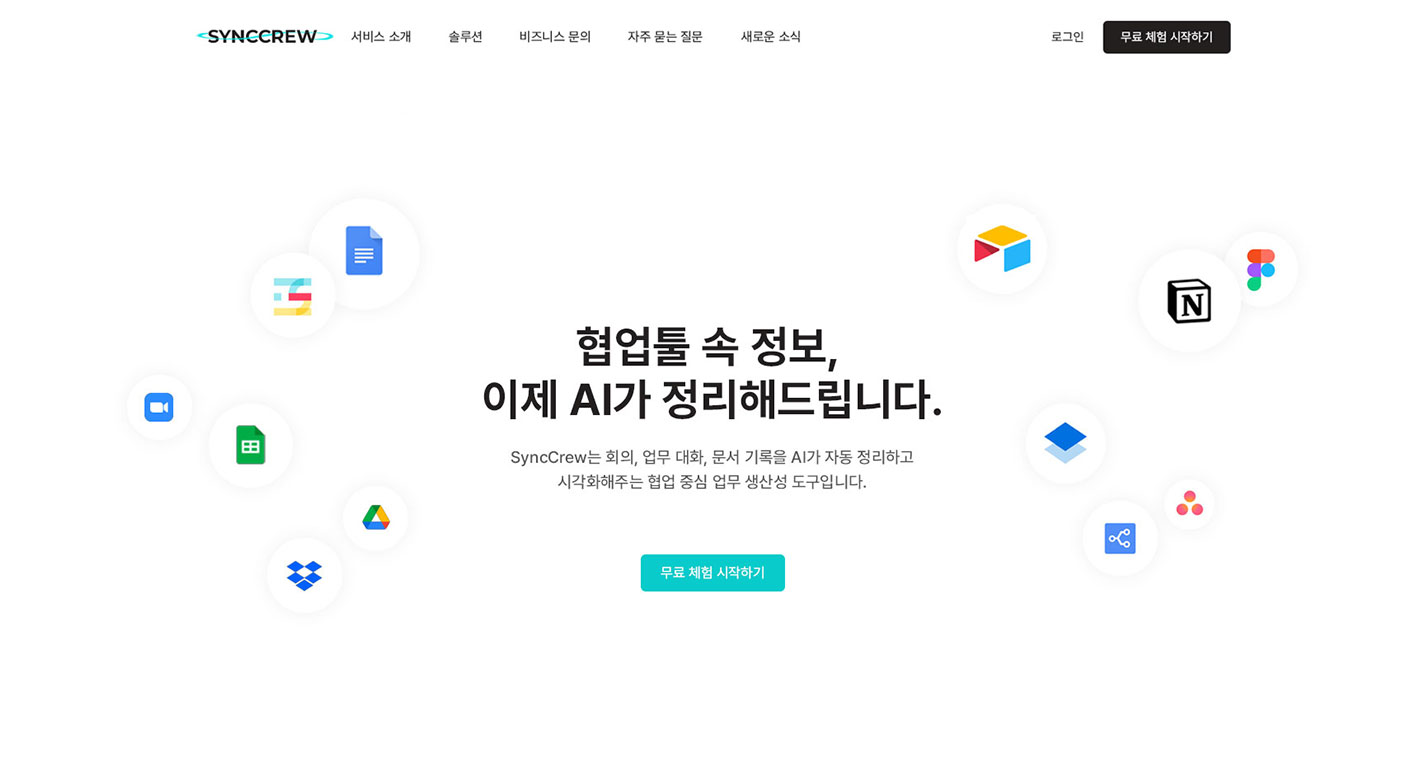 SYNCCREW
서비스 소개
솔루션
비즈니스 문의
자주 묻는 질문
새로운 소식
로그인
무료 체험 시작하기
N
협업툴 속 정보,
이제 AI가 정리해드립니다.
SyncCrew는 회의, 업무 대화, 문서 기록을 AI가 자동 정리하고
시각화해주는 협업 중심 업무 생산성 도구입니다.
무료 체험 시작하기